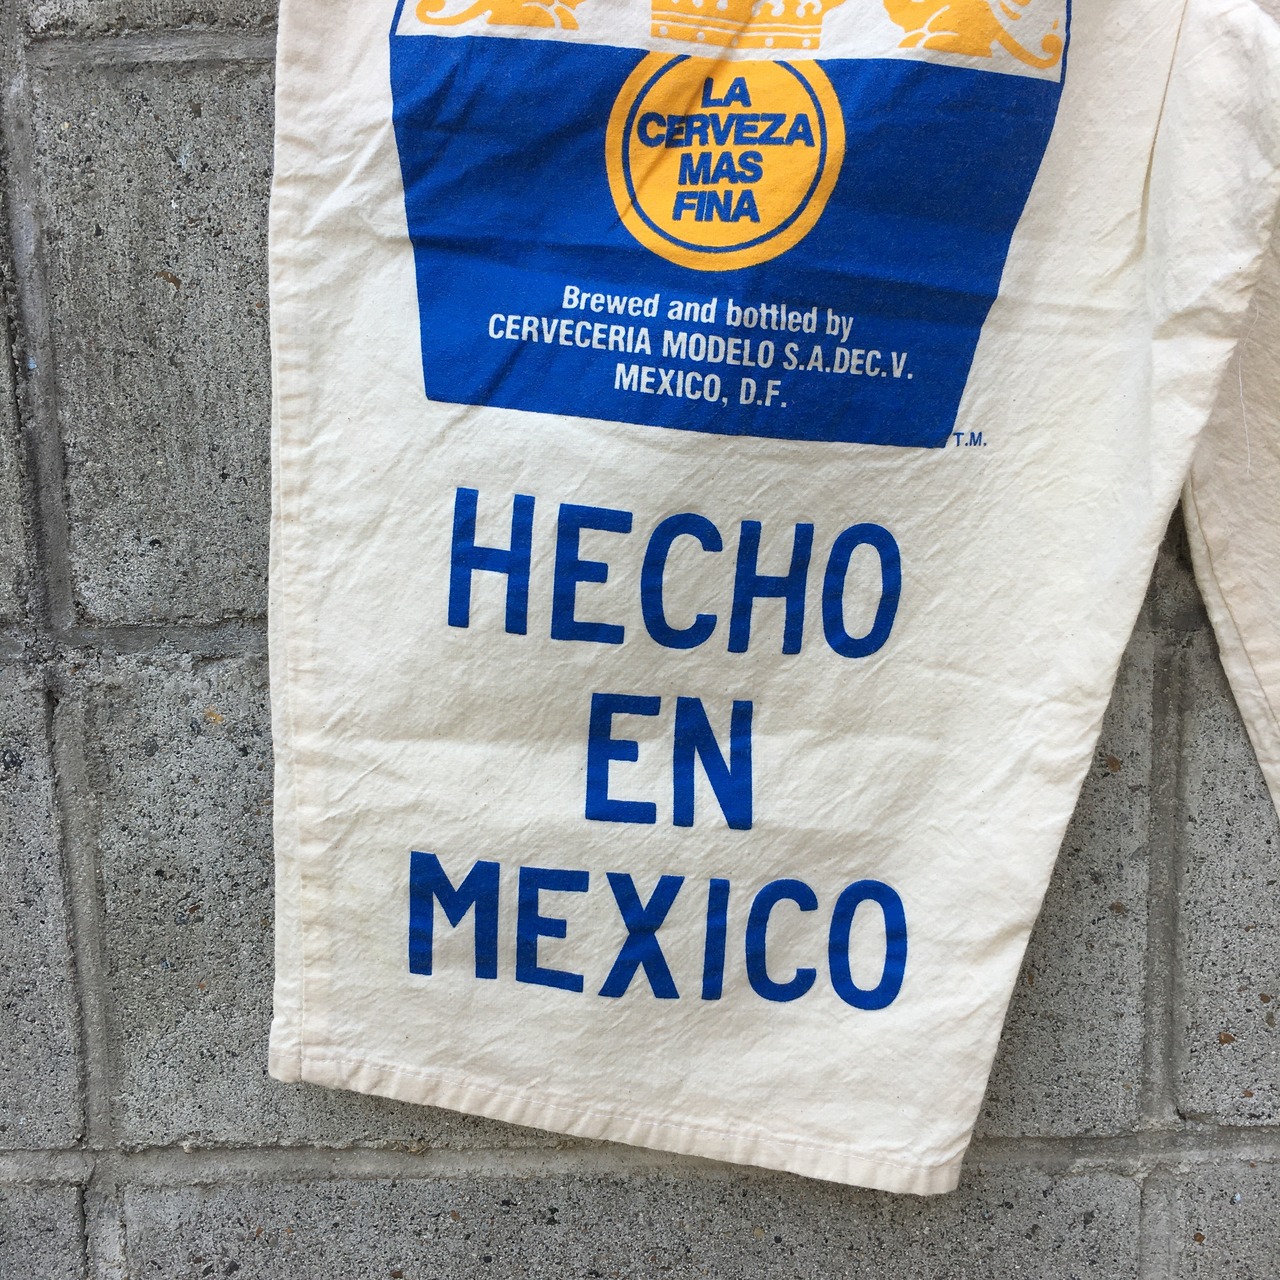 LA
CERVEZA
MAS
FINA
Brewed and bottled by
CERVECERIA MODELO S.A.DEC.V.
MEXICO, D.F.
T.M.
HECHO
EN
MEXICO